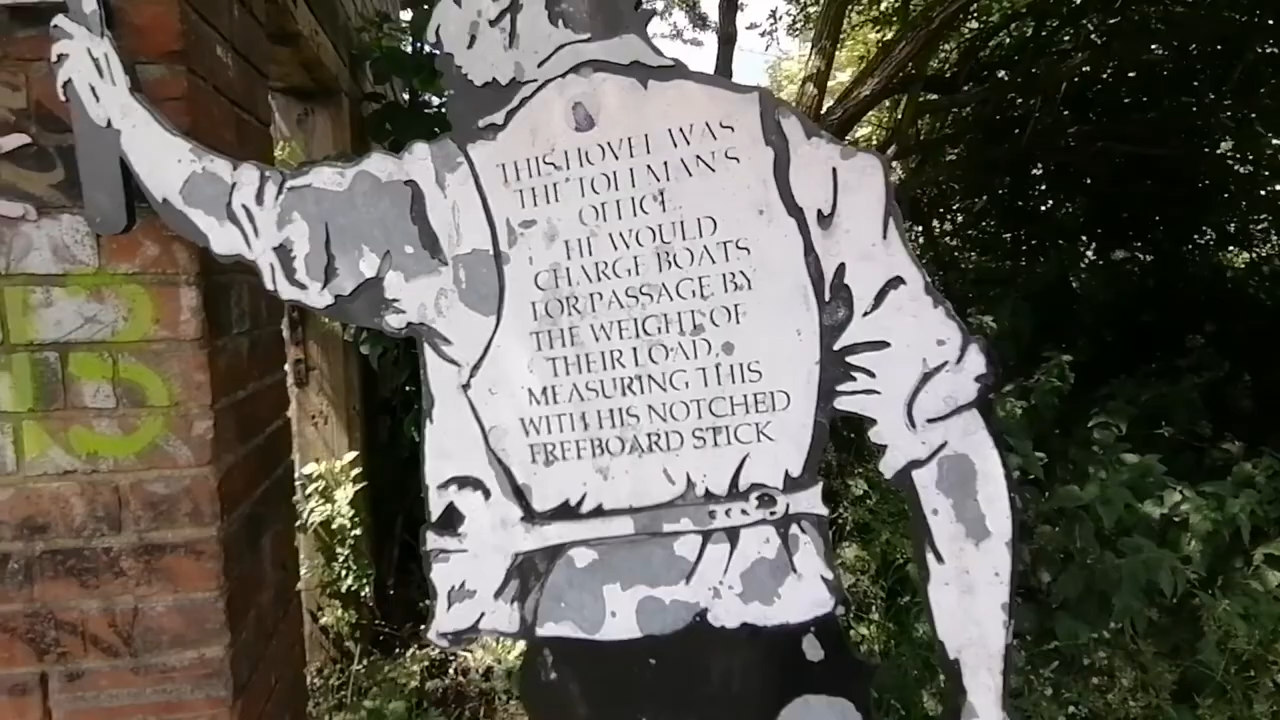 THIS HOVEL WAS
THE TOLLMAN'S
OFFICE.
HE WOULD
CHARGE BOATS
FOR PASSAGE BY
THE WEIGHT OF
THEIR LOAD,
MEASURING THIS
WITH HIS NOTCHED
FREEBOARD STICK